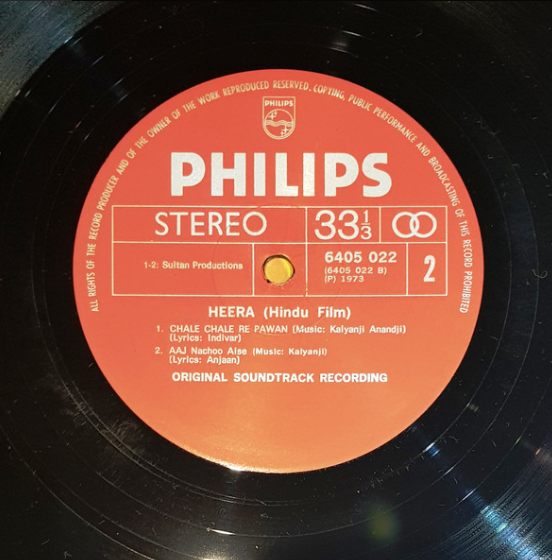 ALL RIGHTS OF THE RECORD PRODUCER AND OF THE OWNER OF THE WORK REPRODUCED RESERVED. COPYING, PUBLIC PERFORMANCE AND BROADCASTING OF THIS RECORD PROHIBITED
PHILIPS
PHILIPS
STEREO 33 1/3
1-2: Sultan Productions
6405 022
(6405 022 B)
(P) 1973
2
HEERA (Hindu Film)
1. CHALE CHALE RE PAWAN (Music: Kalyanji Anandji)
(Lyrics: Indivar)
2. AAJ Nachoo Aise (Music: Kalyanji)
(Lyrics: Anjaan)
ORIGINAL SOUNDTRACK RECORDING